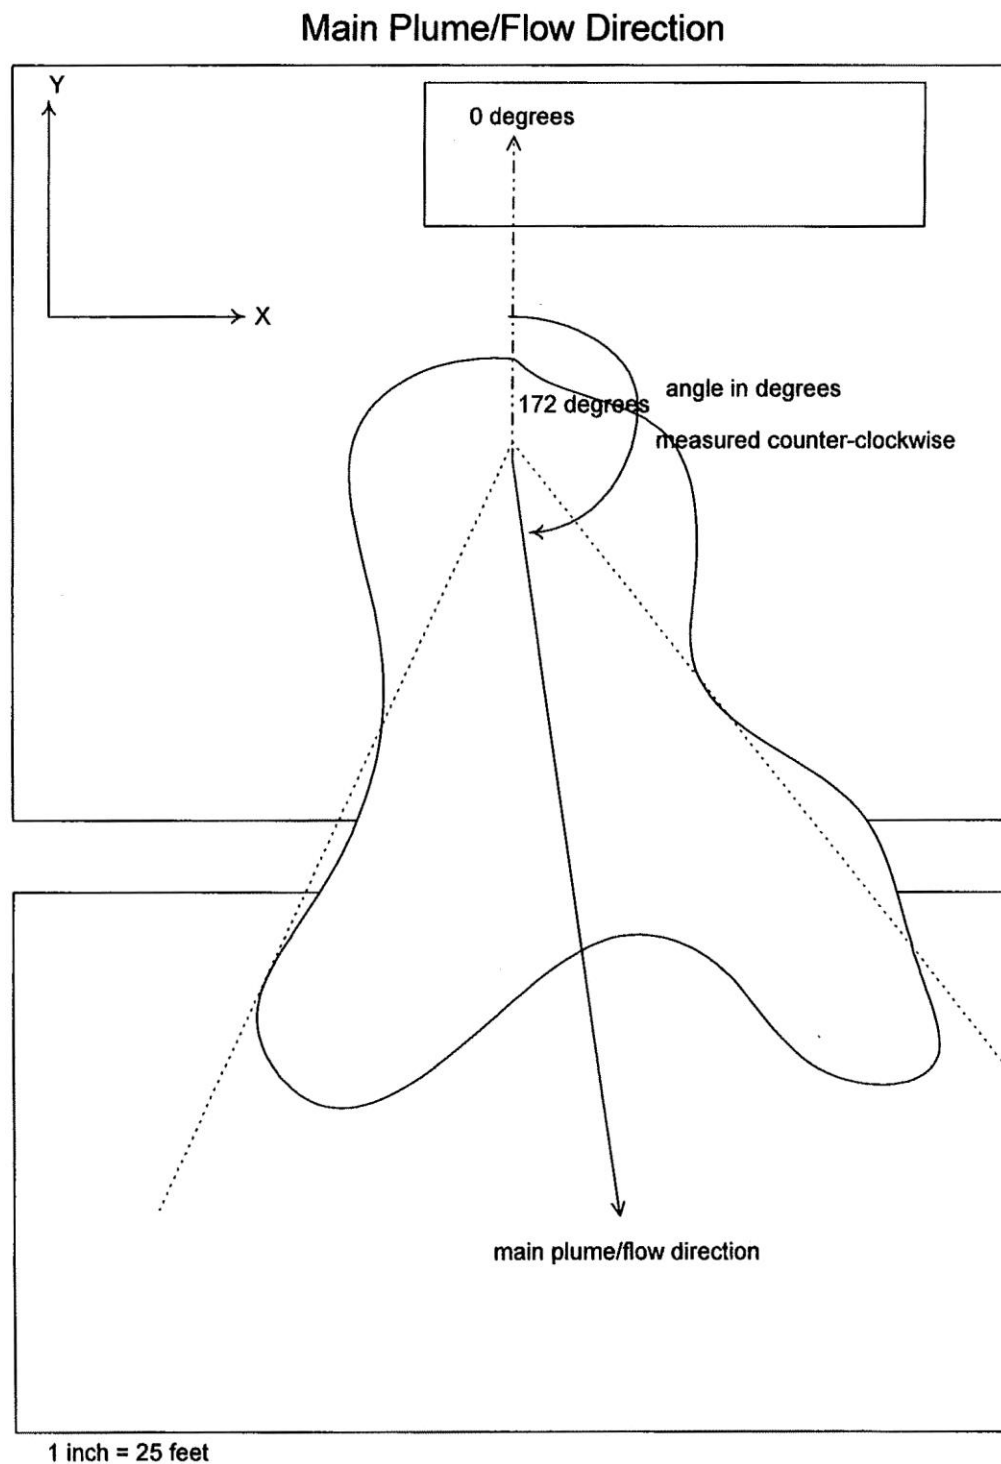 Main Plume/Flow Direction
Y
0 degrees
X
angle in degrees
172 degrees
measured counter-clockwise
main plume/flow direction
1 inch = 25 feet